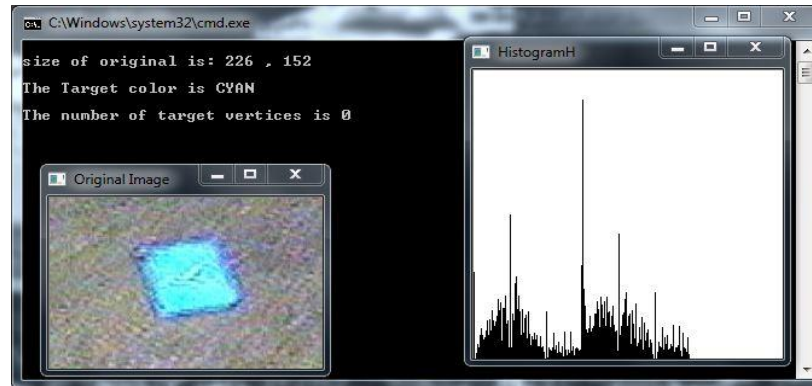 C:\Windows\system32\cmd.exe
size of original is: 226 , 152
The Target color is CYAN
The number of target vertices is 0
HistogramH
Original Image